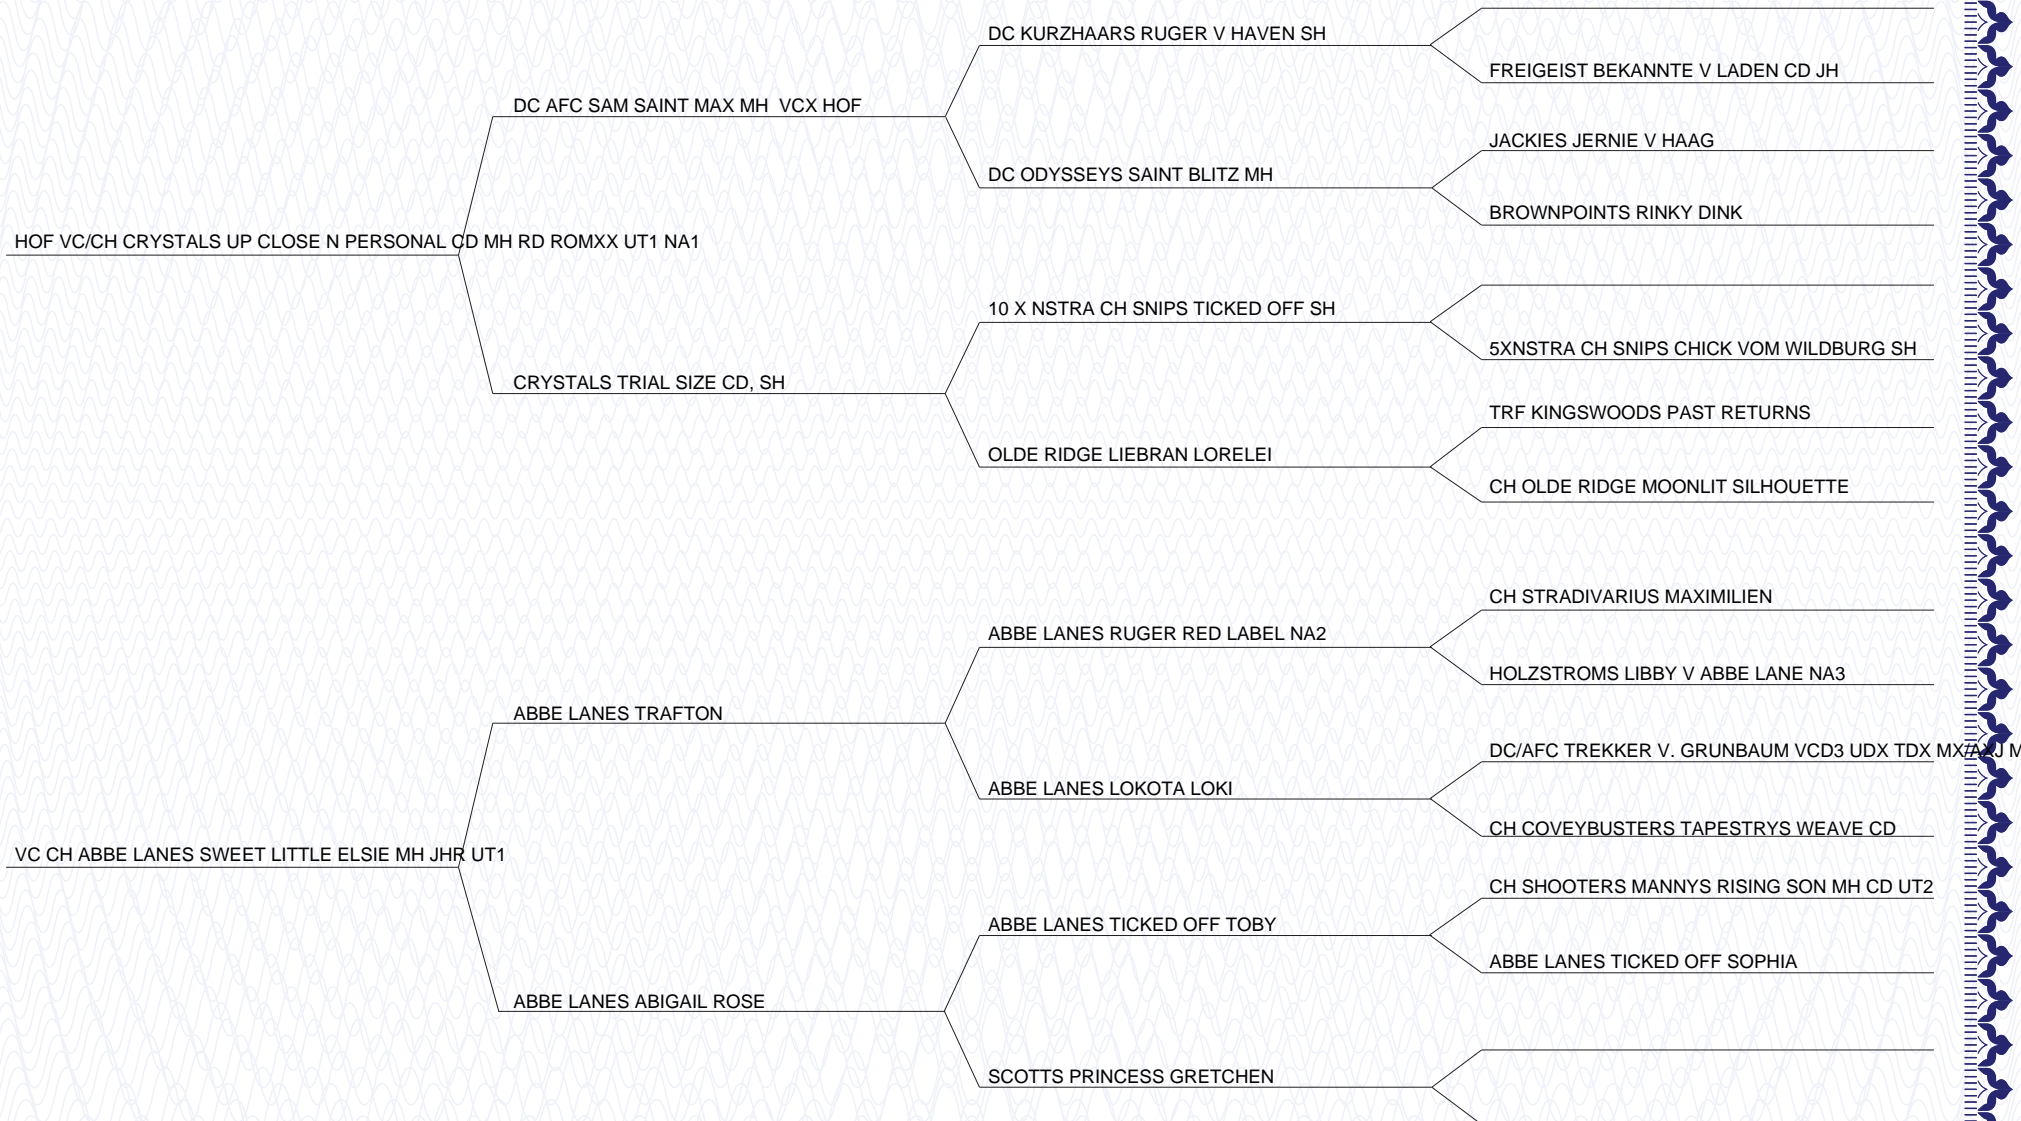 DC KURZHAARS RUGER V HAVEN SH
FREIGEIST BEKANNTE V LADEN CD JH
DC AFC SAM SAINT MAX MH  VCX HOF
JACKIES JERNIE V HAAG
DC ODYSSEYS SAINT BLITZ MH
BROWNPOINTS RINKY DINK
HOF VC/CH CRYSTALS UP CLOSE N PERSONAL CD MH RD ROMXX UT1 NA1
10 X NSTRA CH SNIPS TICKED OFF SH
5XNSTRA CH SNIPS CHICK VOM WILDBURG SH
CRYSTALS TRIAL SIZE CD, SH
TRF KINGSWOODS PAST RETURNS
OLDE RIDGE LIEBRAN LORELEI
CH OLDE RIDGE MOONLIT SILHOUETTE
CH STRADIVARIUS MAXIMILIEN
ABBE LANES RUGER RED LABEL NA2
HOLZSTROMS LIBBY V ABBE LANE NA3
ABBE LANES TRAFTON
DC/AFC TREKKER V. GRUNBAUM VCD3 UDX TDX MX/AXJ M
ABBE LANES LOKOTA LOKI
CH COVEYBUSTERS TAPESTRYS WEAVE CD
VC CH ABBE LANES SWEET LITTLE ELSIE MH JHR UT1
CH SHOOTERS MANNYS RISING SON MH CD UT2
ABBE LANES TICKED OFF TOBY
ABBE LANES TICKED OFF SOPHIA
ABBE LANES ABIGAIL ROSE
SCOTTS PRINCESS GRETCHEN